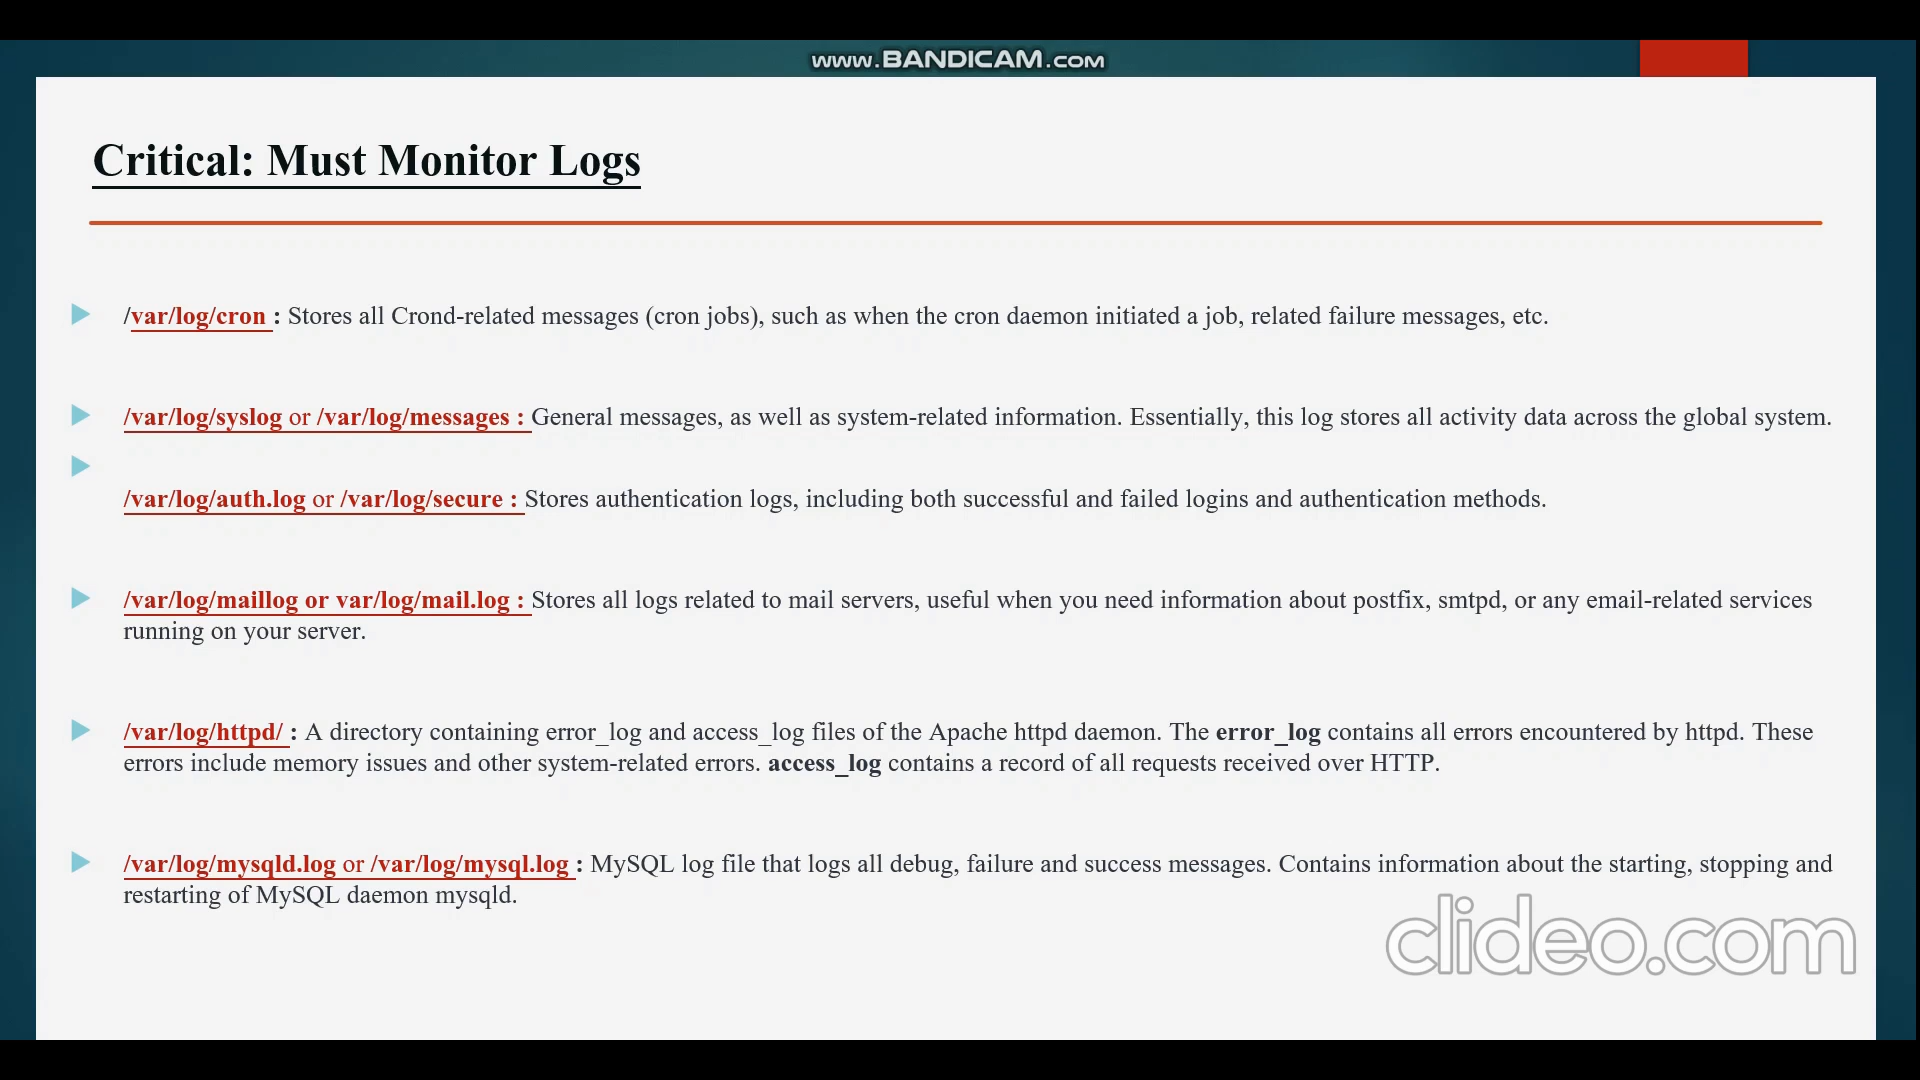 www.BANDICAM.COM
Critical: Must Monitor Logs
/var/log/cron : Stores all Crond-related messages (cron jobs), such as when the cron daemon initiated a job, related failure messages, etc.
/var/log/syslog or /var/log/messages : General messages, as well as system-related information. Essentially, this log stores all activity data across the global system.
/var/log/auth.log or /var/log/secure : Stores authentication logs, including both successful and failed logins and authentication methods.
/var/log/maillog or var/log/mail.log : Stores all logs related to mail servers, useful when you need information about postfix, smtpd, or any email-related services
running on your server.
/var/log/httpd/ : A directory containing error_log and access_log files of the Apache httpd daemon. The error_log contains all errors encountered by httpd. These
errors include memory issues and other system-related errors. access_log contains a record of all requests received over HTTP.
/var/log/mysqld.log or /var/log/mysql.log : MySQL log file that logs all debug, failure and success messages. Contains information about the starting, stopping and
restarting of MySQL daemon mysqld.
clideo.com